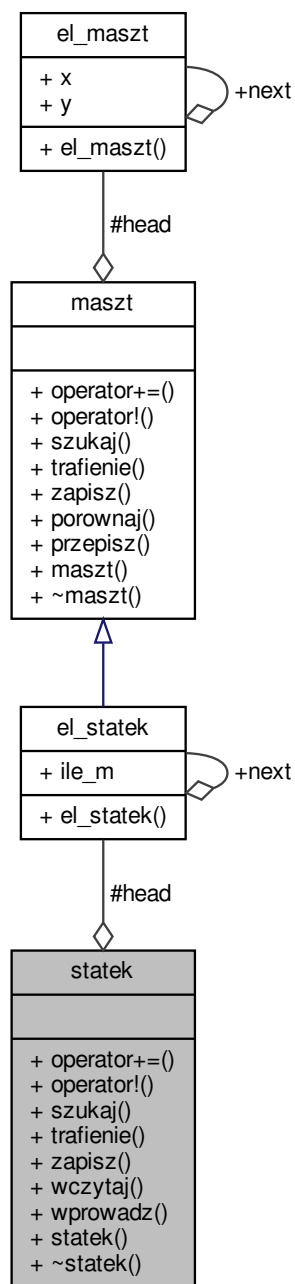 el_maszt
+ x
+ y
+next
+ el_maszt()
#head
maszt
+ operator+=()
+ operator!()
+ szukaj()
+ trafienie()
+ zapisz()
+ porownaj()
+ przepisz()
+ maszt()
+ ~maszt()
el_statek
+ ile_m
+next
+ el_statek()
#head
statek
+ operator+=()
+ operator!()
+ szukaj()
+ trafienie()
+ zapisz()
+ wczytaj()
+ wprowadz()
+ statek()
+ ~statek()